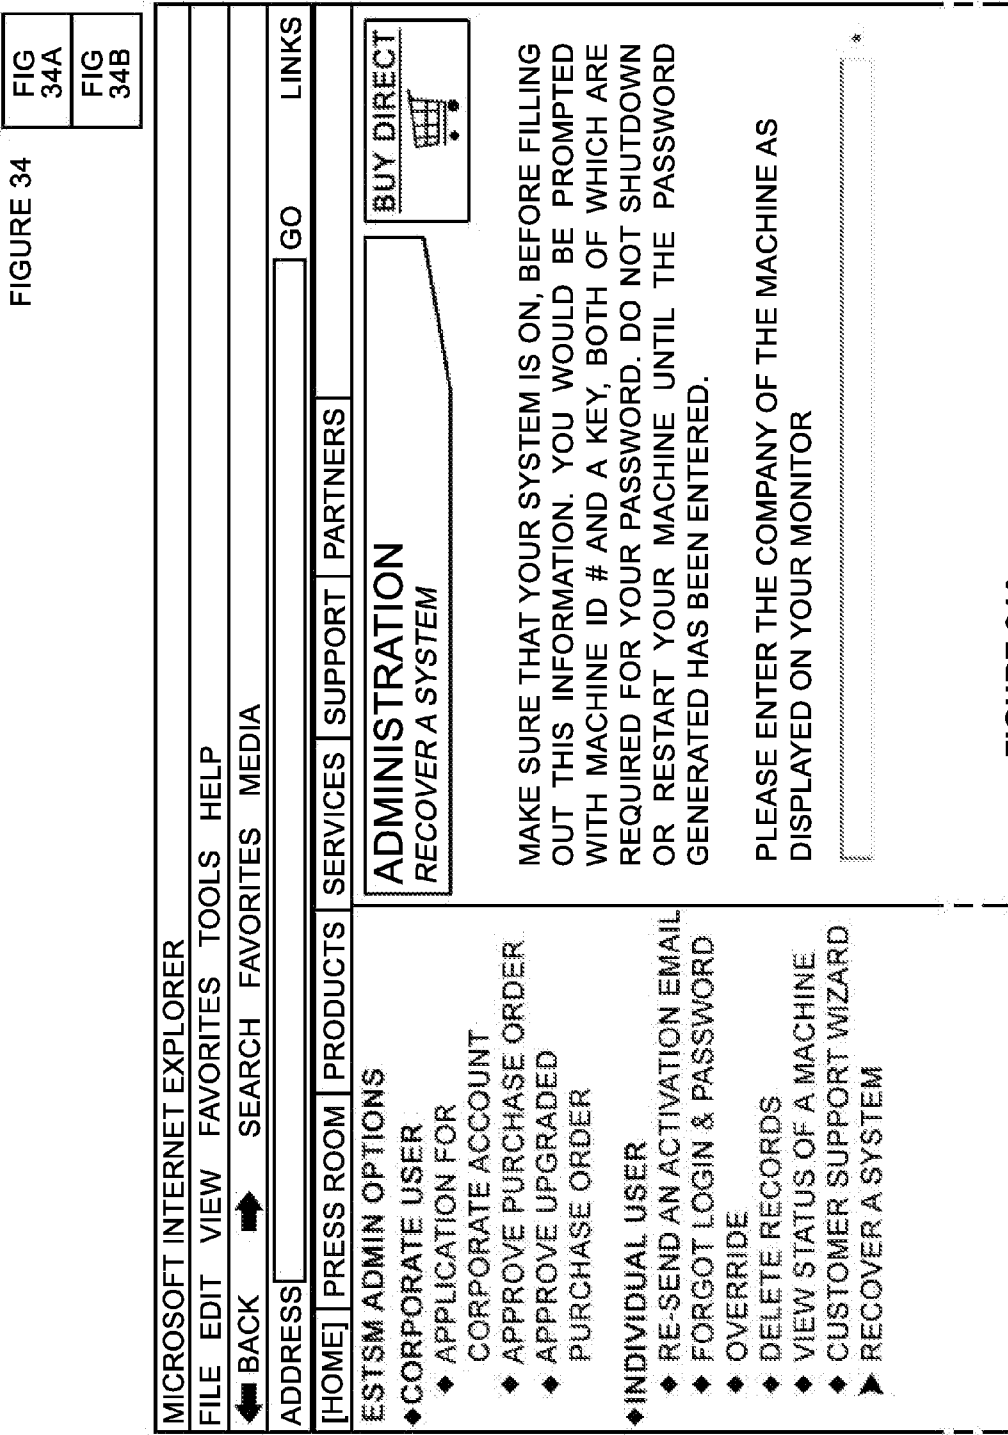 FIGURE 34
FIG 34A
FIG 34B
MICROSOFT INTERNET EXPLORER
FILE EDIT VIEW FAVORITES TOOLS HELP
BACK SEARCH FAVORITES MEDIA
ADDRESS GO LINKS
[HOME] PRESS ROOM PRODUCTS SERVICES SUPPORT PARTNERS
ESTSM ADMIN OPTIONS
CORPORATE USER
APPLICATION FOR
CORPORATE ACCOUNT
APPROVE PURCHASE ORDER
APPROVE UPGRADED
PURCHASE ORDER
INDIVIDUAL USER
RE-SEND AN ACTIVATION EMAIL
FORGOT LOGIN & PASSWORD
OVERRIDE
DELETE RECORDS
VIEW STATUS OF A MACHINE
CUSTOMER SUPPORT WIZARD
RECOVER A SYSTEM
ADMINISTRATION
RECOVER A SYSTEM
BUY DIRECT
MAKE SURE THAT YOUR SYSTEM IS ON, BEFORE FILLING
OUT THIS INFORMATION. YOU WOULD BE PROMPTED
WITH MACHINE ID # AND A KEY, BOTH OF WHICH ARE
REQUIRED FOR YOUR PASSWORD. DO NOT SHUTDOWN
OR RESTART YOUR MACHINE UNTIL THE PASSWORD
GENERATED HAS BEEN ENTERED.
PLEASE ENTER THE COMPANY OF THE MACHINE AS
DISPLAYED ON YOUR MONITOR
*